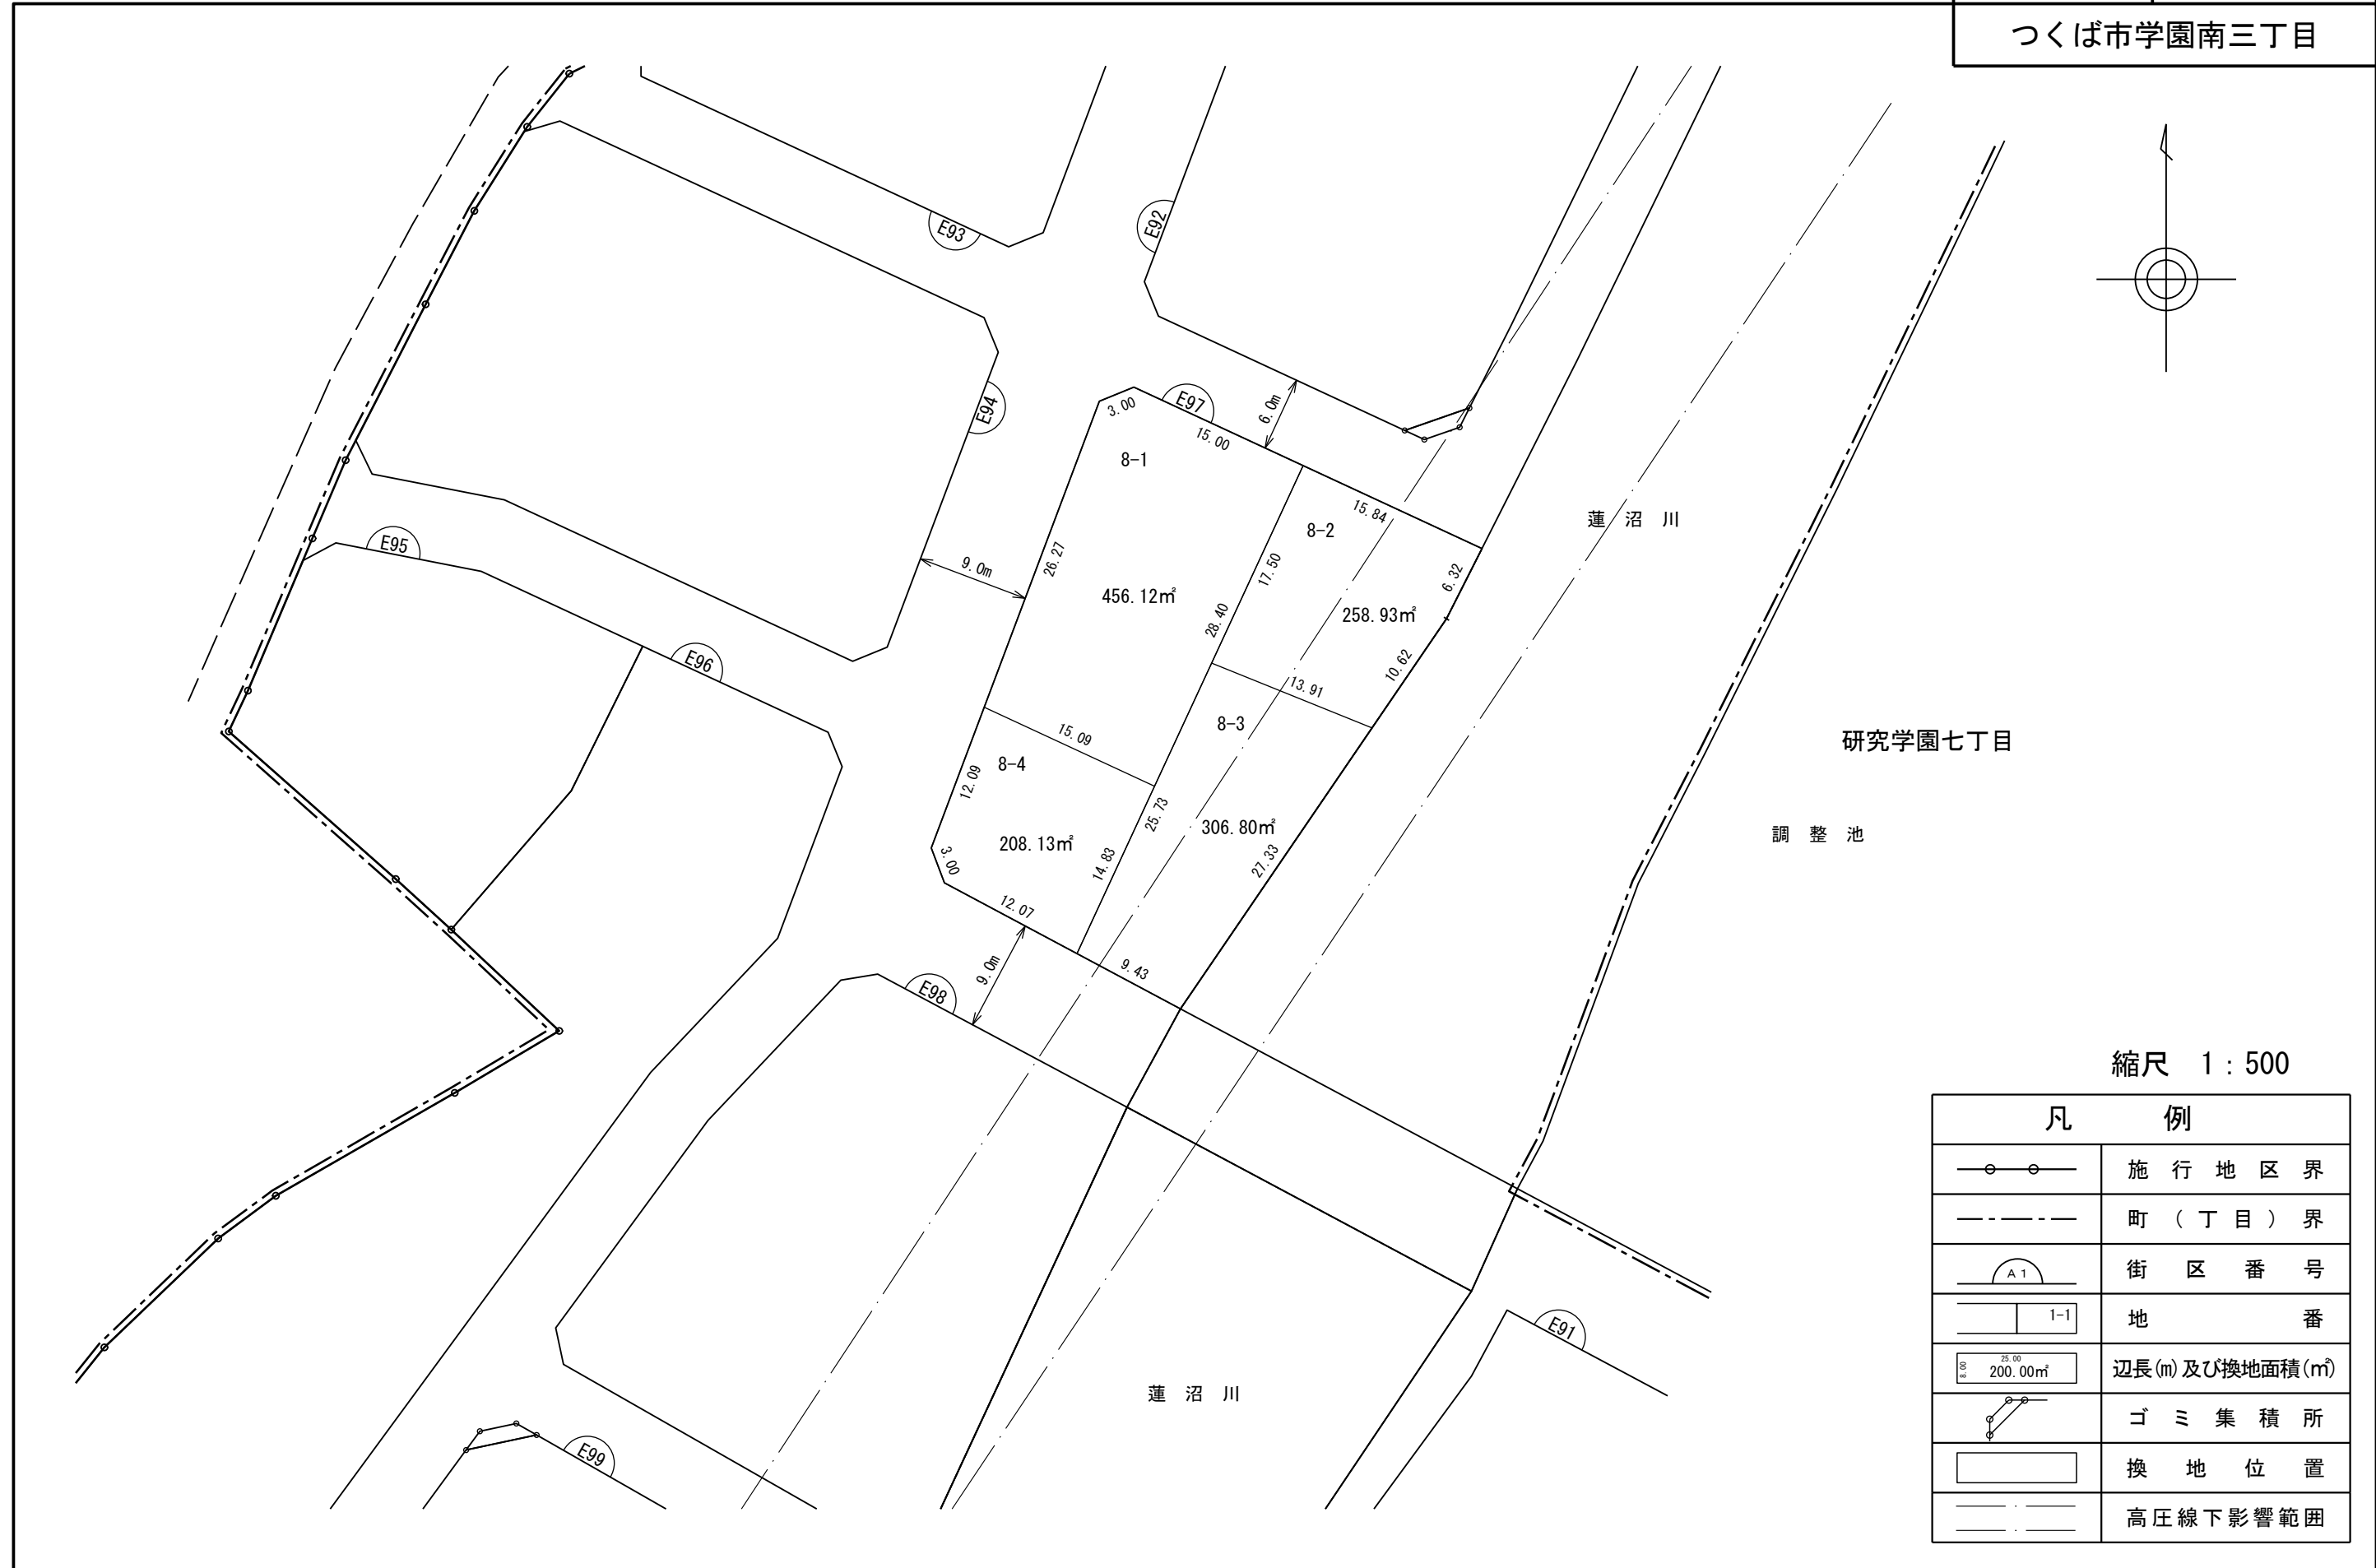 つくば市学園南三丁目
E93
E92
E94
E97
3.00
15.00
6.0m
8-1
15.84
8-2
蓮沼川
E95
9.0m
26.27
17.50
6.32
456.12㎡
28.40
258.93㎡
E96
10.62
13.91
15.09
8-3
研究学園七丁目
8-4
12.09
25.73
306.80㎡
調整池
208.13㎡
3.00
14.83
27.33
12.07
9.0m
9.43
E98
E91
蓮沼川
E99
縮尺 1:500
凡例
施行地区界
町(丁目)界
A1
街区番号
1-1
地番
8.00
25.00
200.00㎡
辺長(m)及び換地面積(㎡)
ゴミ集積所
換地位置
高圧線下影響範囲